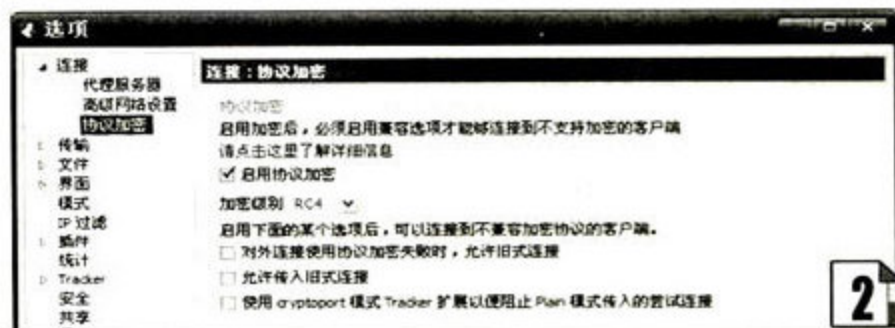 选项
连接
代理服务器
高级网络设置
协议加密
传输
文件
界面
模式
IP 过滤
插件
统计
Tracker
安全
共享
连接：协议加密
协议加密
启用加密后，必须启用兼容选项才能够连接到不支持加密的客户端
请点击这里了解详细信息
启用协议加密
加密级别 RC4
启用下面的某个选项后，可以连接到不兼容加密协议的客户端。
对外连接使用协议加密失败时，允许旧式连接
允许传入旧式连接
使用 cryptoport 模式 Tracker 扩展以便阻止 Plain 模式传入的尝试连接
2